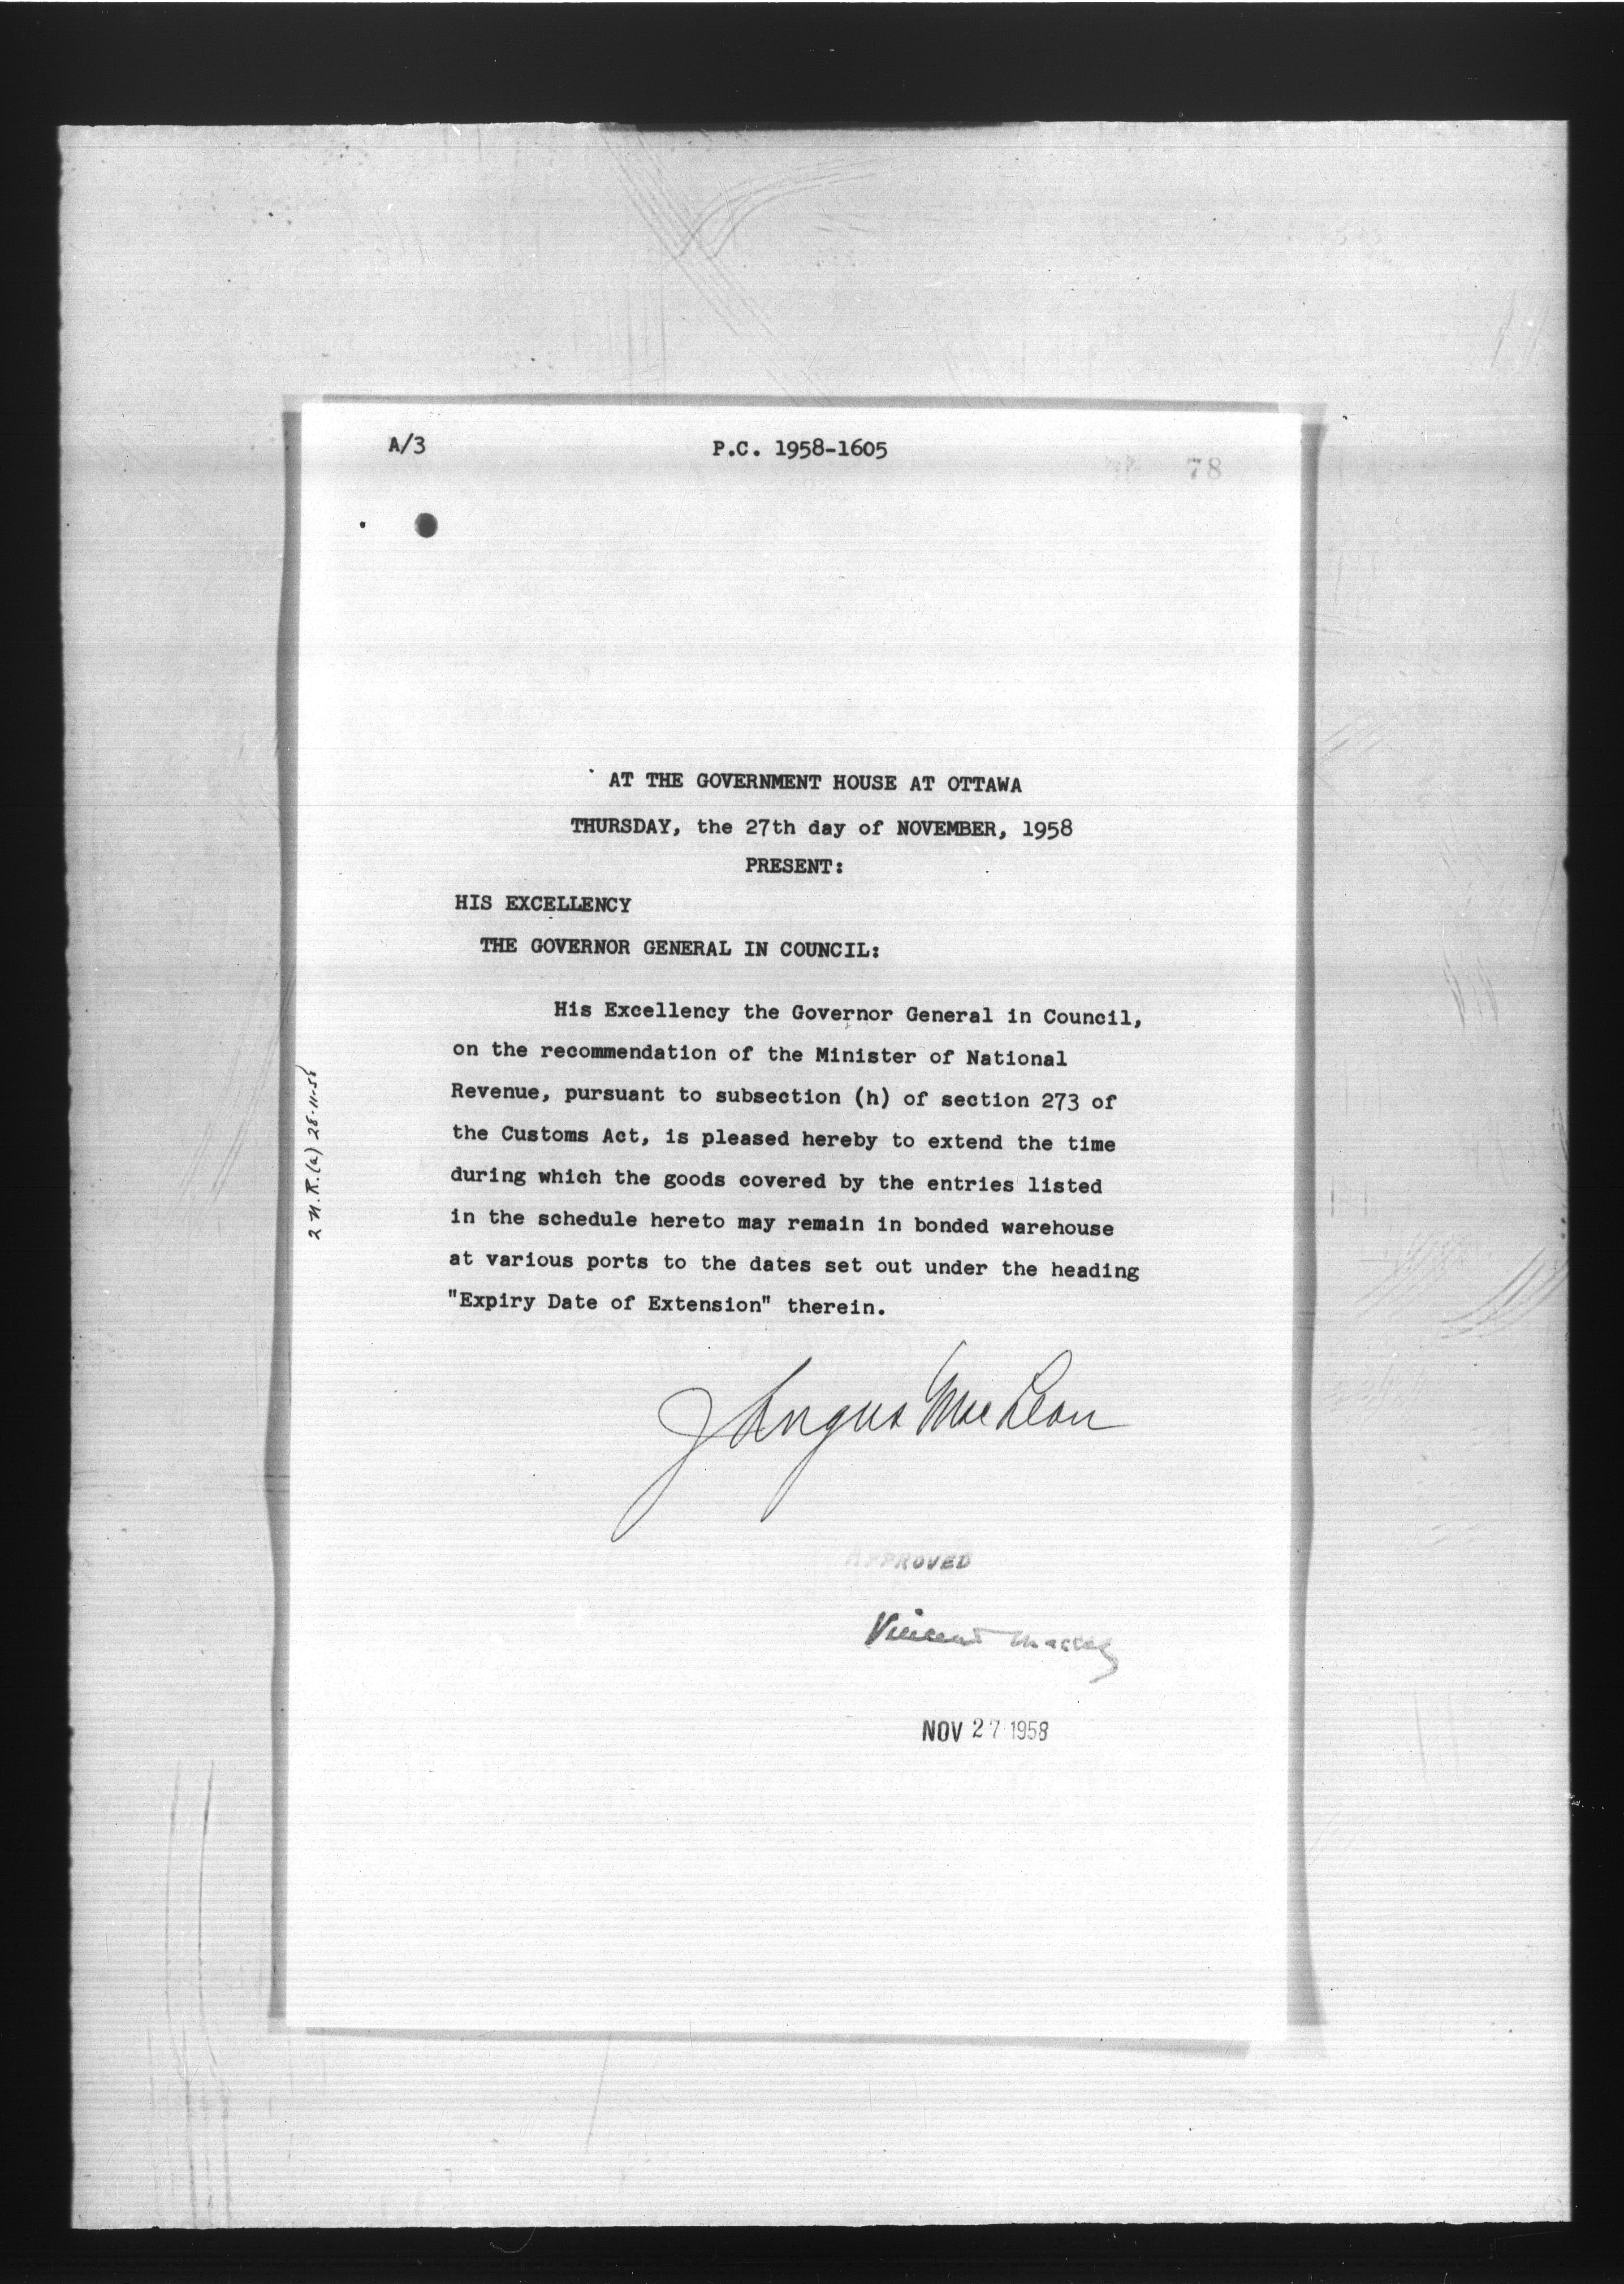 A/3
P.C. 1958-1605
78
AT THE GOVERNMENT HOUSE AT OTTAWA
THURSDAY, the 27th day of NOVEMBER, 1958
PRESENT:
HIS EXCELLENCY
THE GOVERNOR GENERAL IN COUNCIL:
His Excellency the Governor General in Council,
on the recommendation of the Minister of National
Revenue, pursuant to subsection (h) of section 273 of
the Customs Act, is pleased hereby to extend the time
during which the goods covered by the entries listed
in the schedule hereto may remain in bonded warehouse
at various ports to the dates set out under the heading
"Expiry Date of Extension" therein.
2 N.R.(a) 28-11-58
J Angus MacLean
APPROVED
Vincent Massey
NOV 27 1958